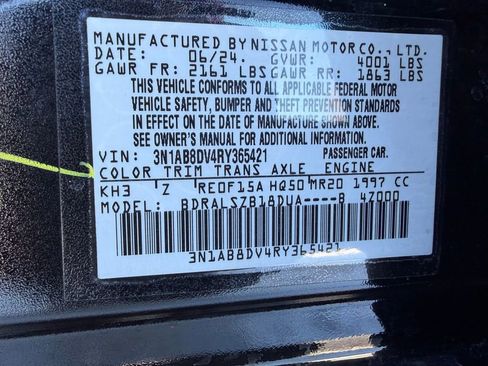 MANUFACTURED BY NISSAN MOTOR CO., LTD.
DATE: 06/24. GVWR: 4001 LBS
GAWR FR: 2161 LBS GAWR RR: 1863 LBS
THIS VEHICLE CONFORMS TO ALL APPLICABLE FEDERAL MOTOR
VEHICLE SAFETY, BUMPER AND THEFT PREVENTION STANDARDS
IN EFFECT ON THE DATE OF MANUFACTURE SHOWN ABOVE.
SEE OWNER'S MANUAL FOR ADDITIONAL INFORMATION.
VIN: 3N1AB8DV4RY365421 PASSENGER CAR.
COLOR TRIM TRANS AXLE ENGINE
KH3 Z RE0F15A HQ50 MR20 1997 CC
MODEL: BDRALSZB18DUA----B 4Z000
3N1AB8DV4RY365421